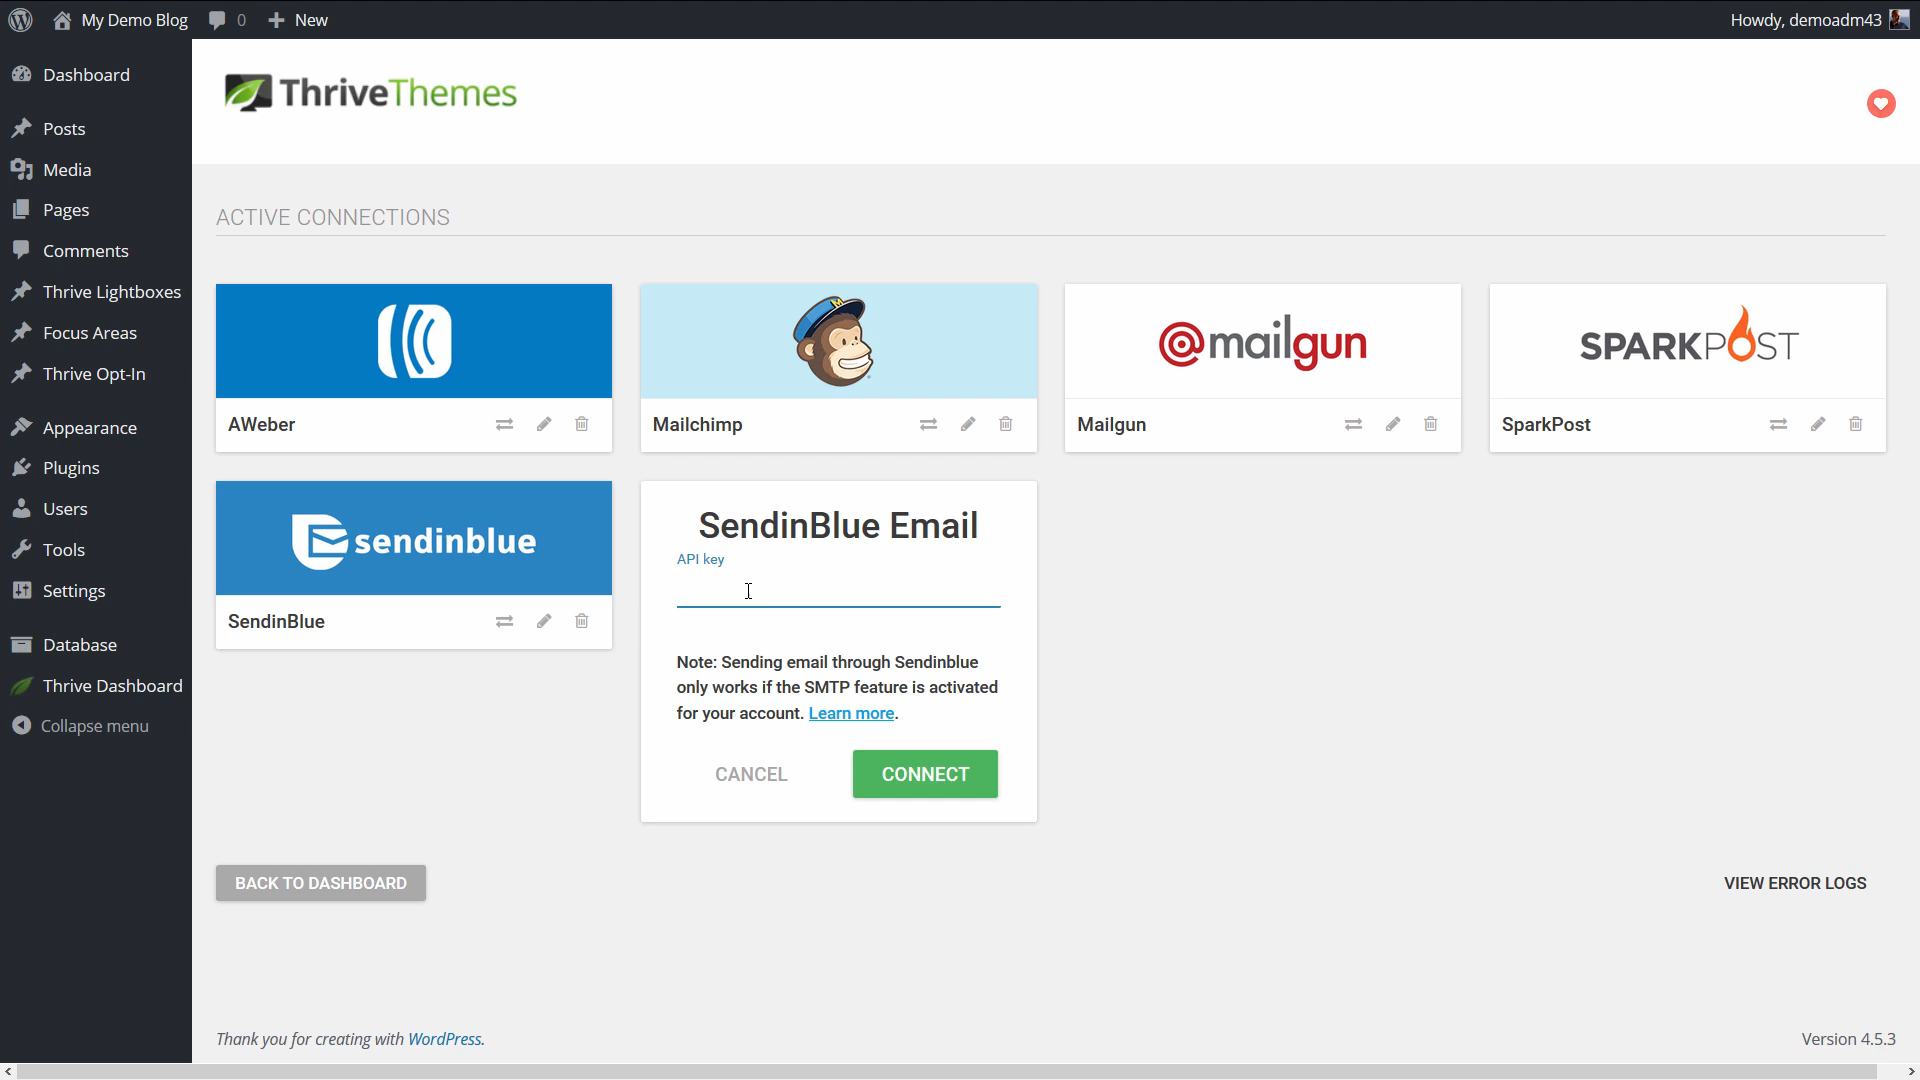 My Demo Blog 0 New Howdy, demoadm43
Dashboard
Posts
Media
Pages
Comments
Thrive Lightboxes
Focus Areas
Thrive Opt-In
Appearance
Plugins
Users
Tools
Settings
Database
Thrive Dashboard
Collapse menu
ThriveThemes
ACTIVE CONNECTIONS
M
@mailgun
SPARKPOST
AWeber
Mailchimp
Mailgun
SparkPost
sendinblue
SendinBlue
SendinBlue Email
API key
Note: Sending email through Sendinblue
only works if the SMTP feature is activated
for your account. Learn more.
CANCEL CONNECT
BACK TO DASHBOARD VIEW ERROR LOGS
Thank you for creating with WordPress. Version 4.5.3